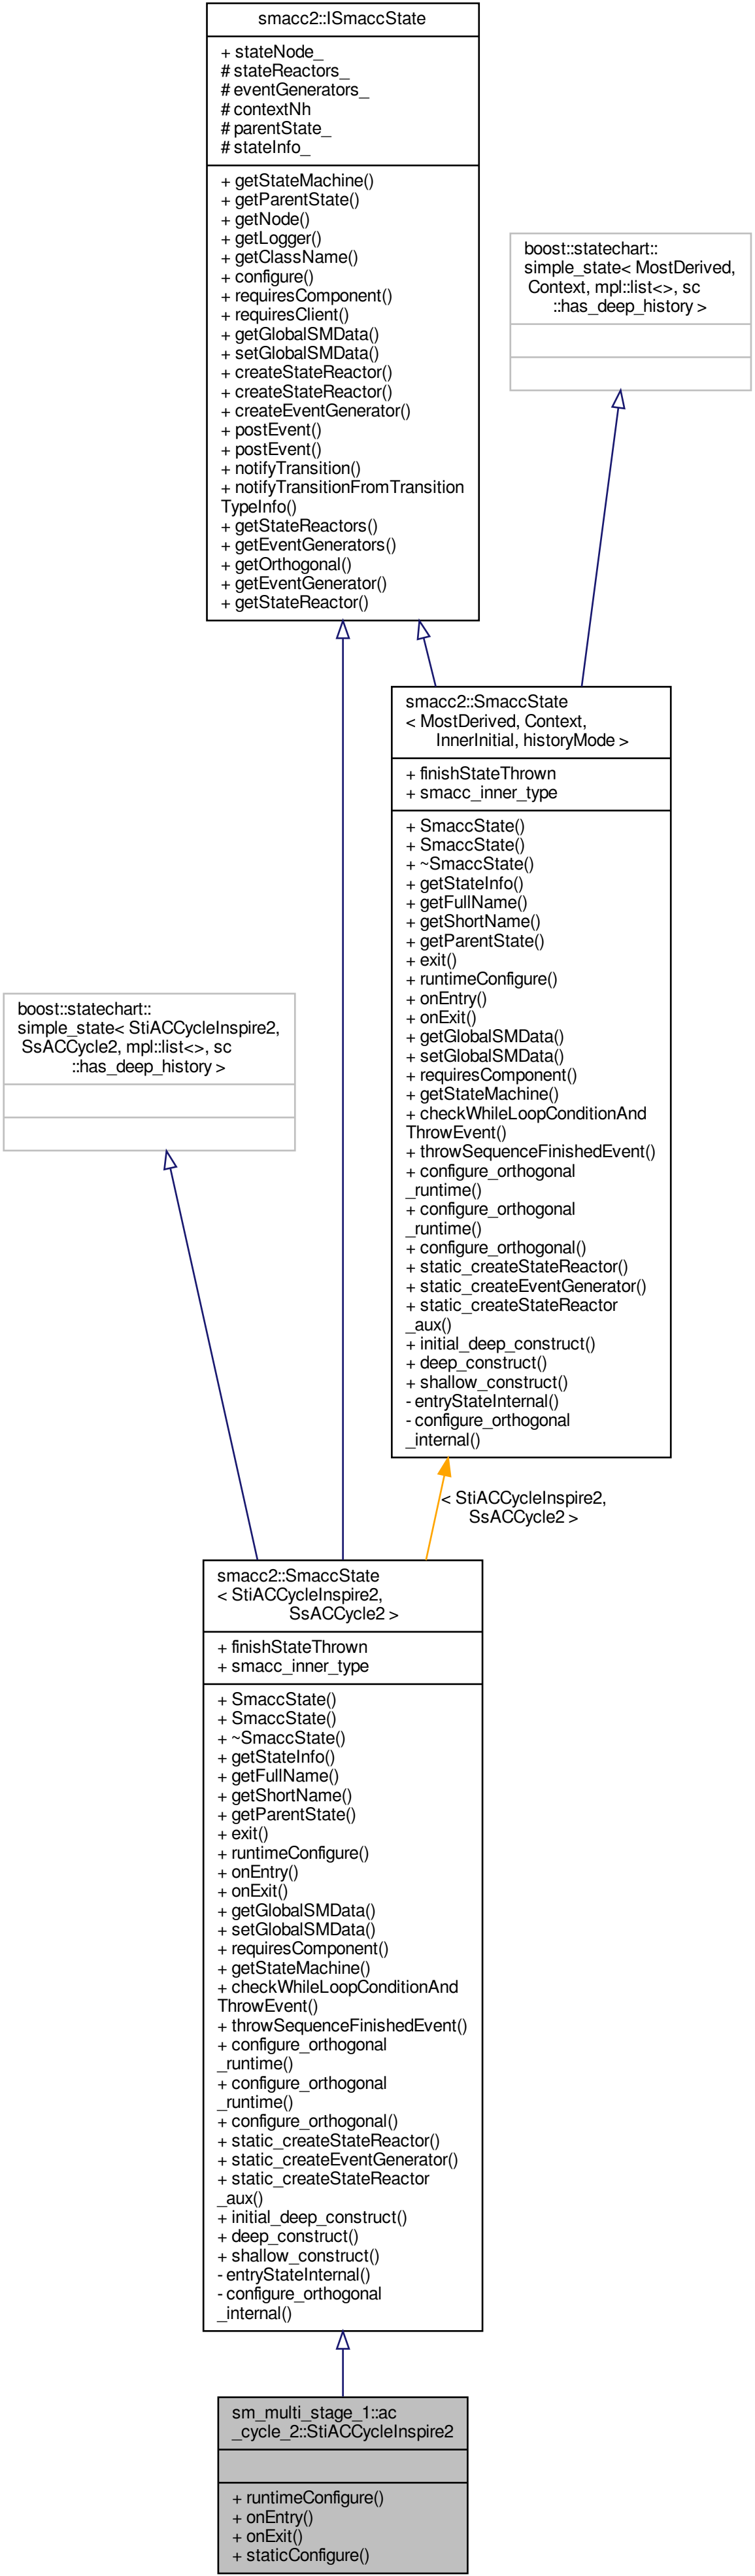 smacc2::ISmaccState
+ stateNode_
# stateReactors_
# eventGenerators_
# contextNh
# parentState_
# stateInfo_
+ getStateMachine()
+ getParentState()
+ getNode()
+ getLogger()
+ getClassName()
+ configure()
+ requiresComponent()
+ requiresClient()
+ getGlobalSMData()
+ setGlobalSMData()
+ createStateReactor()
+ createStateReactor()
+ createEventGenerator()
+ postEvent()
+ postEvent()
+ notifyTransition()
+ notifyTransitionFromTransition
TypeInfo()
+ getStateReactors()
+ getEventGenerators()
+ getOrthogonal()
+ getEventGenerator()
+ getStateReactor()
boost::statechart::
simple_state< MostDerived,
Context, mpl::list<>, sc
::has_deep_history >
smacc2::SmaccState
< MostDerived, Context,
InnerInitial, historyMode >
+ finishStateThrown
+ smacc_inner_type
+ SmaccState()
+ SmaccState()
+ ~SmaccState()
+ getStateInfo()
+ getFullName()
+ getShortName()
+ getParentState()
+ exit()
+ runtimeConfigure()
+ onEntry()
+ onExit()
+ getGlobalSMData()
+ setGlobalSMData()
+ requiresComponent()
+ getStateMachine()
+ checkWhileLoopConditionAnd
ThrowEvent()
+ throwSequenceFinishedEvent()
+ configure_orthogonal
_runtime()
+ configure_orthogonal
_runtime()
+ configure_orthogonal()
+ static_createStateReactor()
+ static_createEventGenerator()
+ static_createStateReactor
_aux()
+ initial_deep_construct()
+ deep_construct()
+ shallow_construct()
- entryStateInternal()
- configure_orthogonal
_internal()
boost::statechart::
simple_state< StiACCycleInspire2,
SsACCycle2, mpl::list<>, sc
::has_deep_history >
< StiACCycleInspire2,
SsACCycle2 >
smacc2::SmaccState
< StiACCycleInspire2,
SsACCycle2 >
+ finishStateThrown
+ smacc_inner_type
+ SmaccState()
+ SmaccState()
+ ~SmaccState()
+ getStateInfo()
+ getFullName()
+ getShortName()
+ getParentState()
+ exit()
+ runtimeConfigure()
+ onEntry()
+ onExit()
+ getGlobalSMData()
+ setGlobalSMData()
+ requiresComponent()
+ getStateMachine()
+ checkWhileLoopConditionAnd
ThrowEvent()
+ throwSequenceFinishedEvent()
+ configure_orthogonal
_runtime()
+ configure_orthogonal
_runtime()
+ configure_orthogonal()
+ static_createStateReactor()
+ static_createEventGenerator()
+ static_createStateReactor
_aux()
+ initial_deep_construct()
+ deep_construct()
+ shallow_construct()
- entryStateInternal()
- configure_orthogonal
_internal()
sm_multi_stage_1::ac
_cycle_2::StiACCycleInspire2
+ runtimeConfigure()
+ onEntry()
+ onExit()
+ staticConfigure()